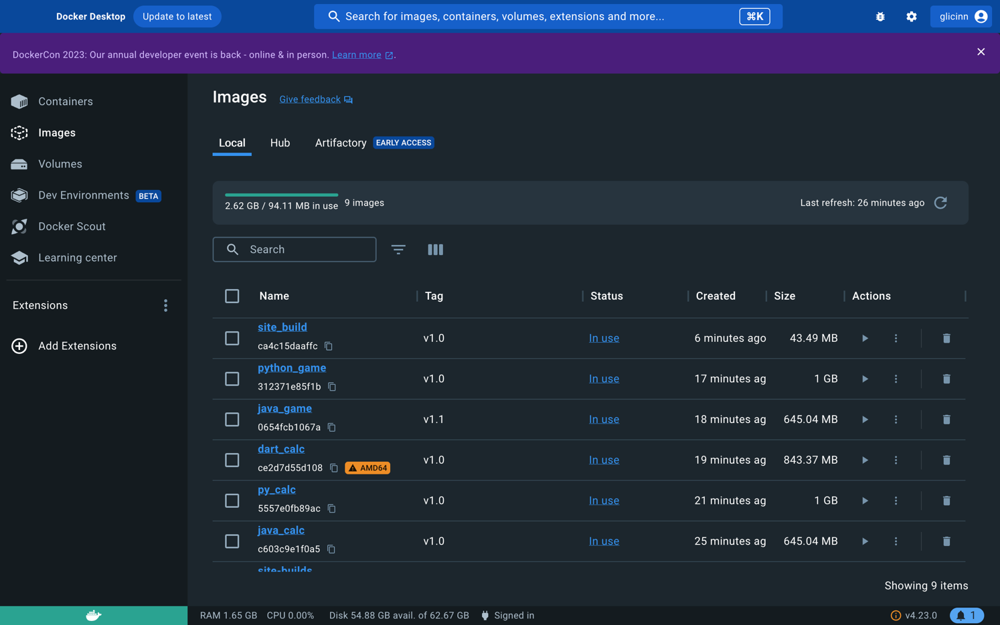 Docker Desktop
Update to latest
Search for images, containers, volumes, extensions and more...
⌘K
glicinn
DockerCon 2023: Our annual developer event is back - online & in person. Learn more.
Containers
Images
Volumes
Dev Environments BETA
Docker Scout
Learning center
Extensions
Add Extensions
Images
Give feedback
Local
Hub
Artifactory EARLY ACCESS
2.62 GB / 94.11 MB in use
9 images
Last refresh: 26 minutes ago
Search
Name Tag Status Created Size Actions
site_build
ca4c15daaffc
v1.0 In use 6 minutes ago 43.49 MB
python_game
312371e85f1b
v1.0 In use 17 minutes ag 1 GB
java_game
0654fcb1067a
v1.1 In use 18 minutes ag 645.04 MB
dart_calc
ce2d7d55d108 AMD64
v1.0 In use 19 minutes ag 843.37 MB
py_calc
5557e0fb89ac
v1.0 In use 21 minutes ag 1 GB
java_calc
c603c9e1f0a5
v1.0 In use 25 minutes ag 645.04 MB
site-builds
Showing 9 items
RAM 1.65 GB CPU 0.00% Disk 54.88 GB avail. of 62.67 GB Signed in
v4.23.0
1